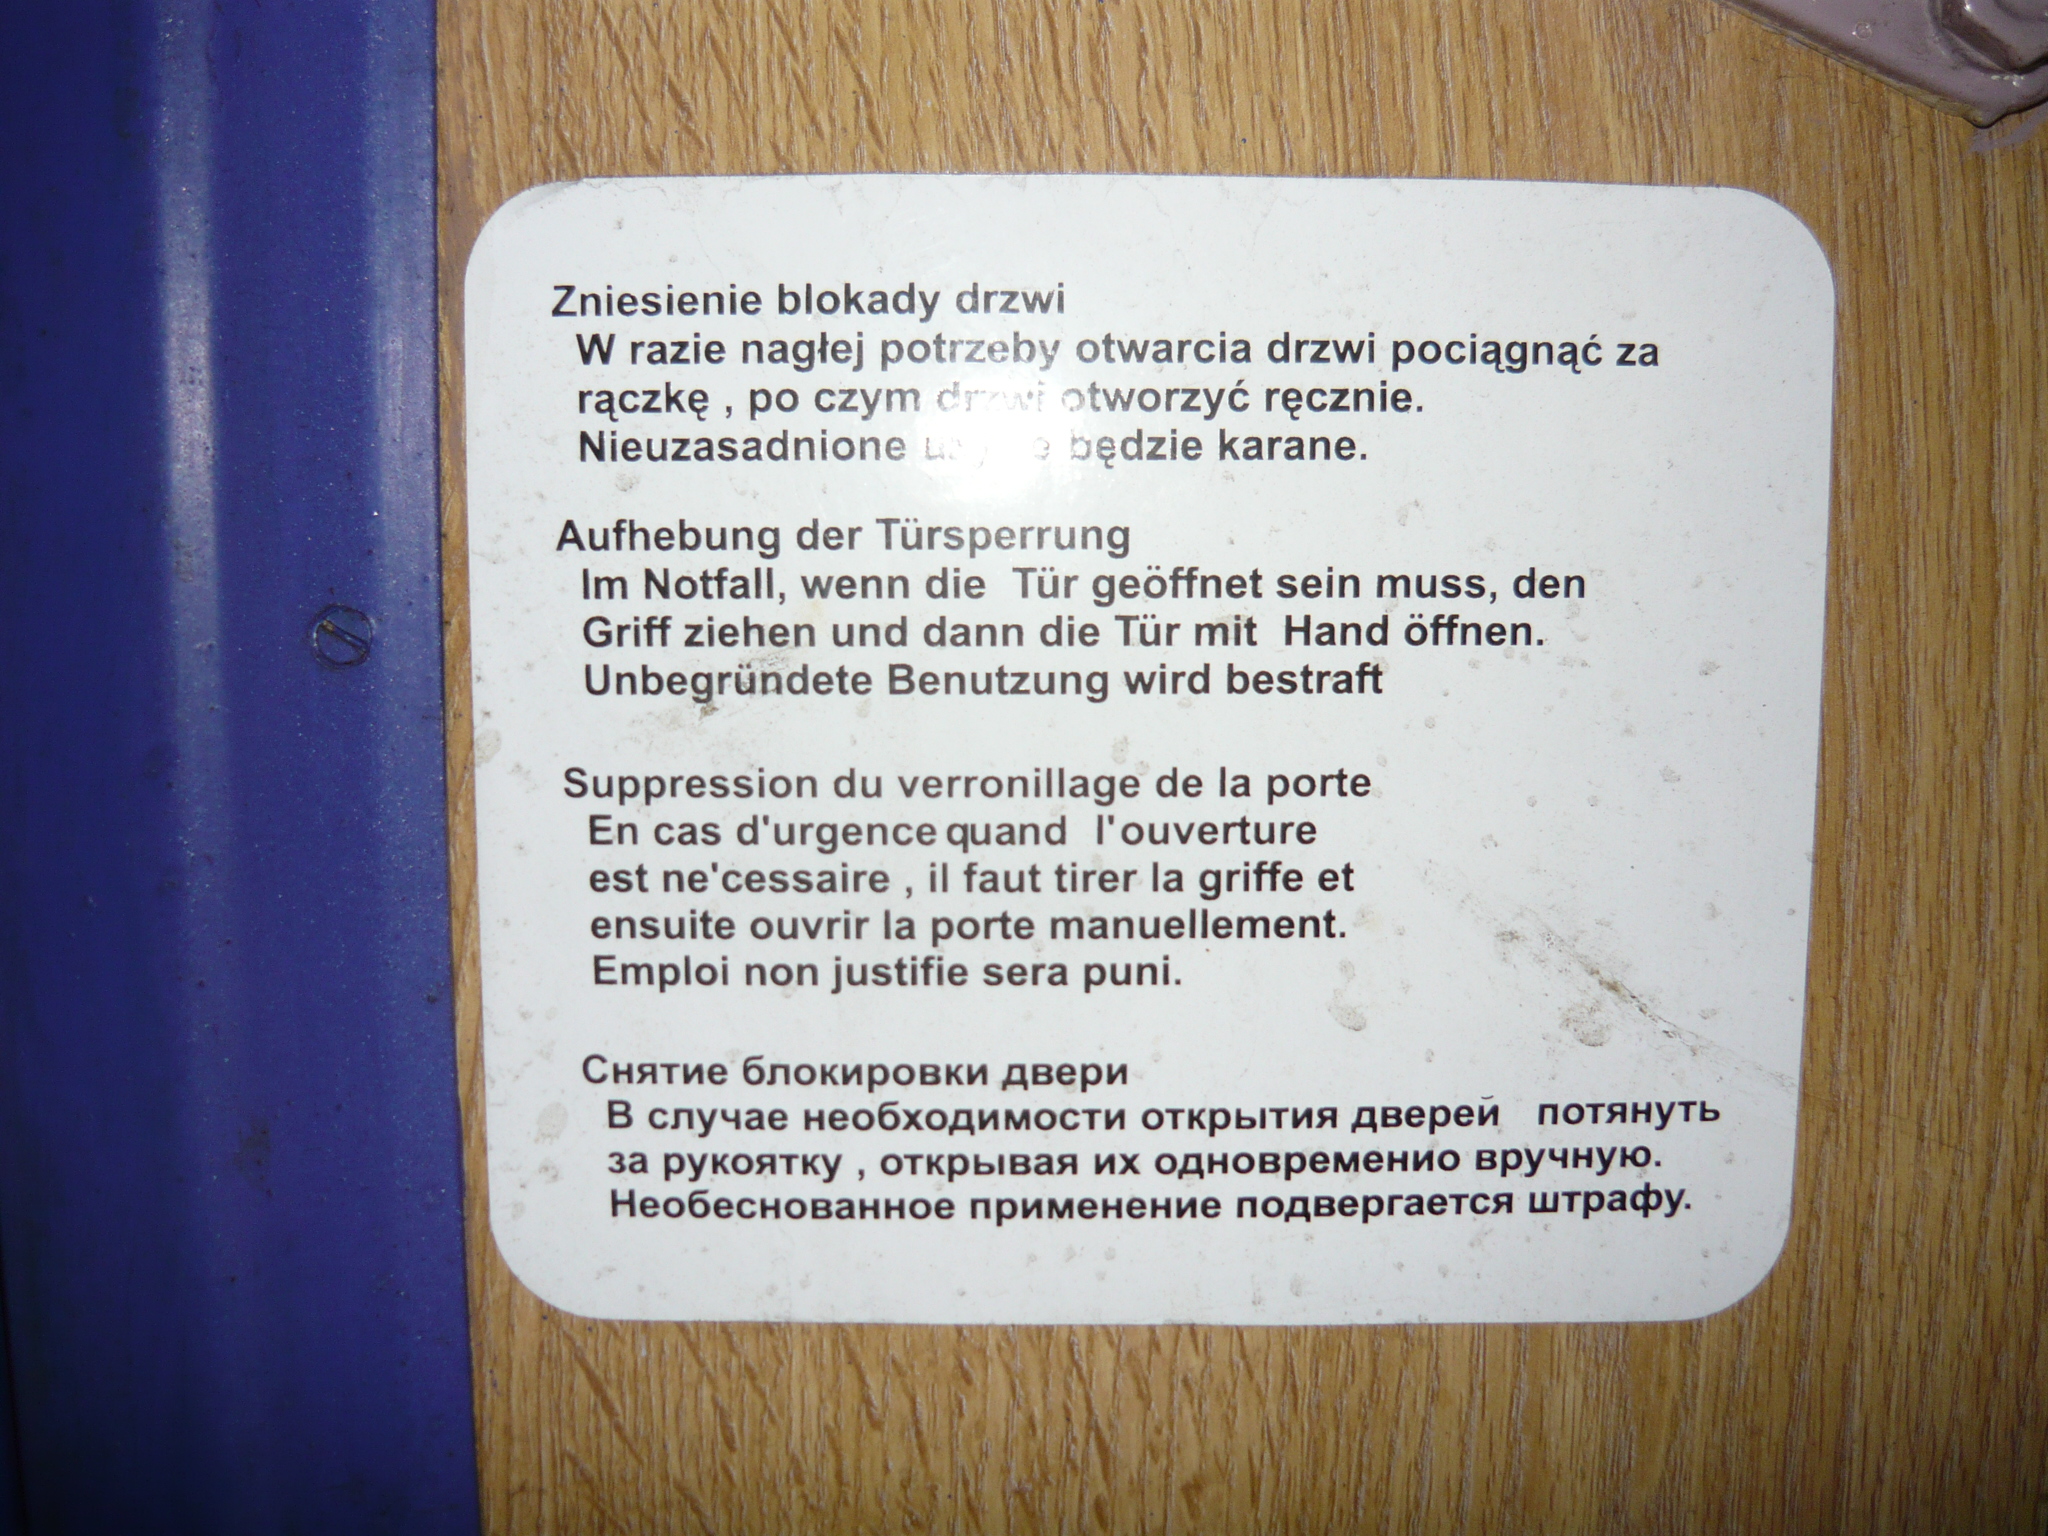 Zniesienie blokady drzwi
W razie nagłej potrzeby otwarcia drzwi pociągnąć za
rączkę , po czym drzwi otworzyć ręcznie.
Nieuzasadnione będzie karane.
Aufhebung der Türsperrung
Im Notfall, wenn die Tür geöffnet sein muss, den
Griff ziehen und dann die Tür mit Hand öffnen.
Unbegründete Benutzung wird bestraft
Suppression du verronillage de la porte
En cas d'urgence quand l'ouverture
est ne'cessaire , il faut tirer la griffe et
ensuite ouvrir la porte manuellement.
Emploi non justifie sera puni.
Снятие блокировки двери
В случае необходимости открытия дверей потянуть
за рукоятку , открывая их одновремениo вручную.
Необеснованное применение подвергается штрафу.